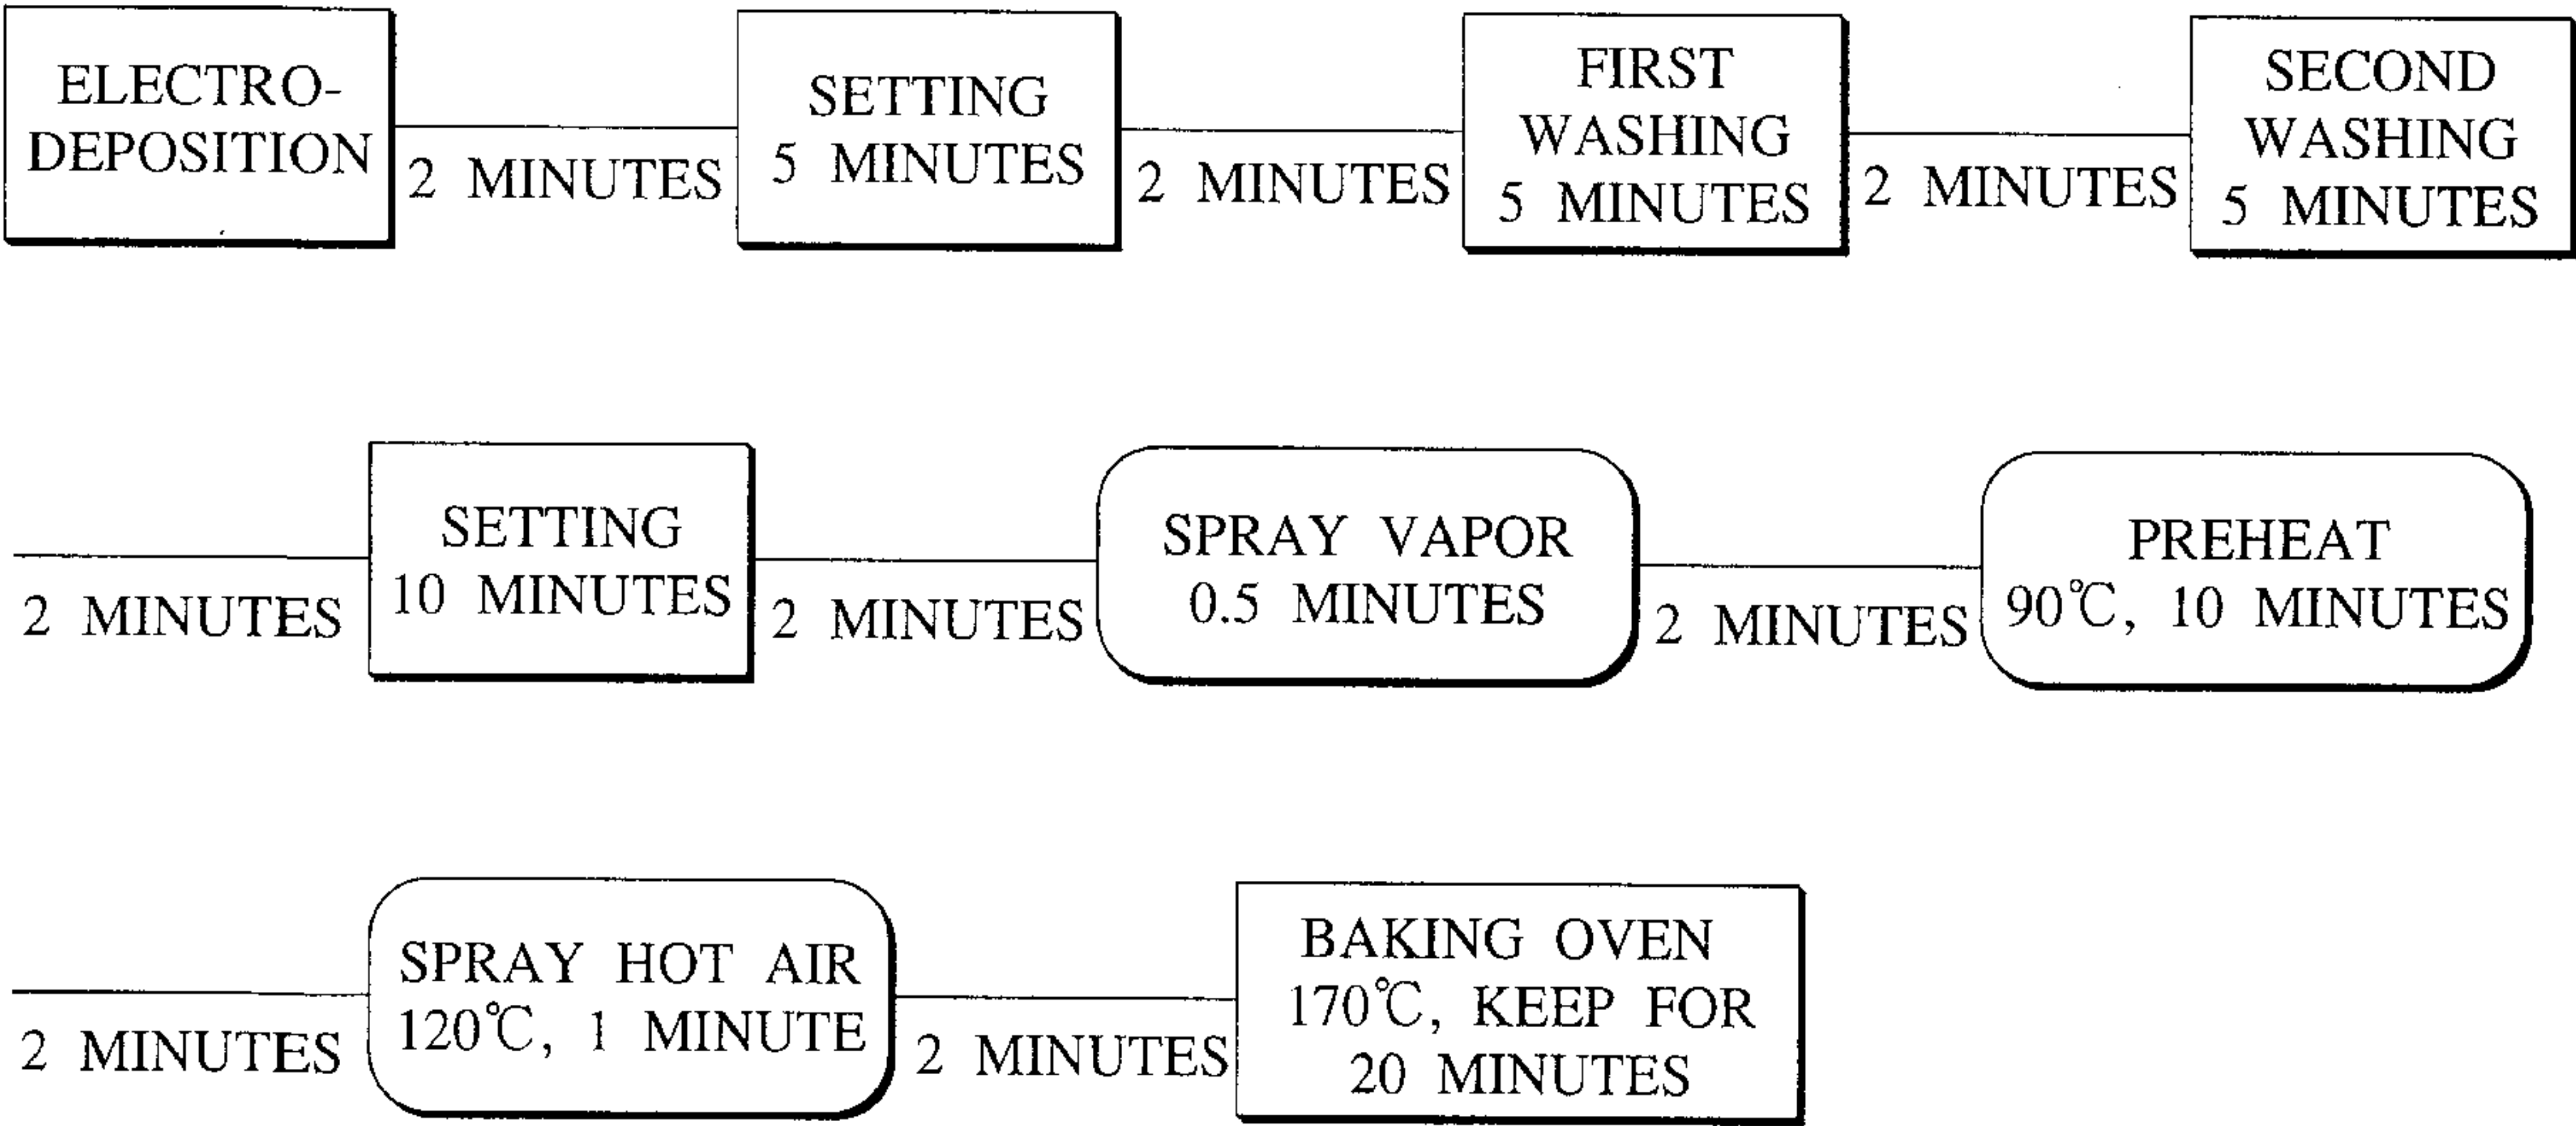 ELECTRO-
DEPOSITION
2 MINUTES
SETTING
5 MINUTES
2 MINUTES
FIRST
WASHING
5 MINUTES
2 MINUTES
SECOND
WASHING
5 MINUTES
2 MINUTES
SETTING
10 MINUTES
2 MINUTES
SPRAY VAPOR
0.5 MINUTES
2 MINUTES
PREHEAT
90℃, 10 MINUTES
2 MINUTES
SPRAY HOT AIR
120℃, 1 MINUTE
2 MINUTES
BAKING OVEN
170℃, KEEP FOR
20 MINUTES